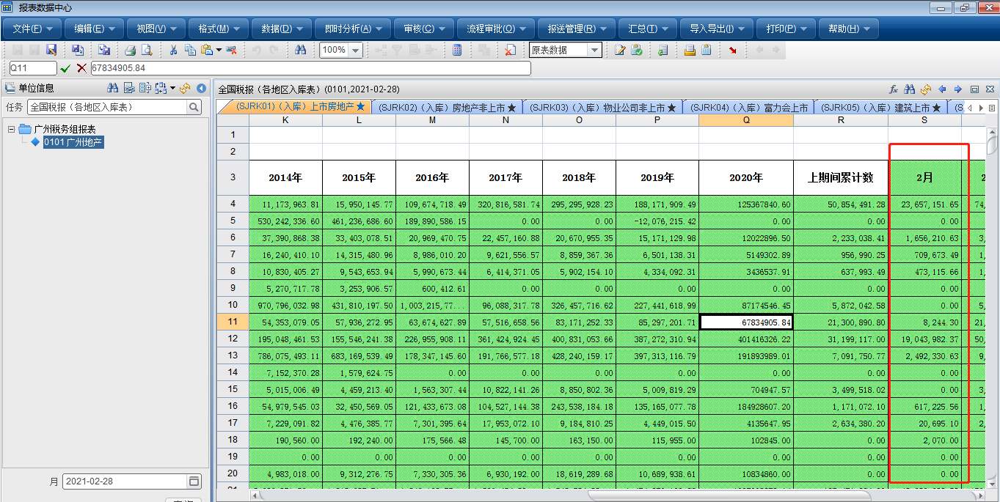 报表数据中心
文件(F) 编辑(E) 视图(V) 格式(M) 数据(D) 即时分析(A) 审核(C) 流程审批(O) 报送管理(R) 汇总(T) 导入导出(I) 打印(P) 帮助(H)
100% 原表数据
Q11 67834905.84
单位信息
任务 全国税报（各地区入库表）
广州税务组报表
0101 广州地产
月 2021-02-28
全国税报（各地区入库表）(0101,2021-02-28)
(SJRK01)（入库）上市房地产★ (SJRK02)（入库）房地产非上市★ (SJRK03)（入库）物业公司非上市★ (SJRK04)（入库）富力会上市 (SJRK05)（入库）建筑上市★ (S
K L M N O P Q R S
1
2
3 2014年 2015年 2016年 2017年 2018年 2019年 2020年 上期间累计数 2月 2
4 11,173,963.81 15,950,145.77 109,674,718.49 320,816,581.74 295,295,928.23 188,171,909.49 125367840.60 50,854,491.28 23,657,151.65 74,
5 530,242,336.60 461,236,686.60 189,890,586.15 0.00 0.00 -12,076,215.42 0.00 0.00 0.00
6 37,390,868.38 33,403,078.51 20,969,470.75 22,457,160.88 20,670,955.35 15,171,129.98 12022896.50 2,233,038.41 1,656,210.63 3,
7 16,240,410.10 14,315,480.96 8,986,010.20 9,621,556.57 8,859,367.36 6,501,138.31 5149302.89 956,990.25 709,673.49 1,
8 10,830,405.27 9,543,653.94 5,990,673.44 6,414,371.05 5,902,154.10 4,334,092.31 3436537.91 637,993.49 473,115.66 1,
9 5,270,717.78 3,253,906.57 600,412.61 0.00 0.00 0.00 0.00 0.00 0.00
10 970,796,032.98 431,810,197.50 1,003,215,77... 96,088,317.78 326,457,716.62 227,441,618.99 87174546.45 5,872,042.58 0.00 5,
11 54,353,079.05 57,936,272.95 63,674,627.89 57,516,658.56 83,171,252.33 85,297,201.71 67834905.84 21,300,890.80 8,244.30 21,
12 195,048,461.53 155,546,241.38 226,955,908.11 361,424,924.45 400,831,053.66 387,272,310.94 401416326.22 31,199,117.00 19,043,982.37 50,
13 786,075,493.11 683,169,539.49 178,347,145.60 191,766,577.18 428,240,159.17 397,313,116.79 191893989.01 7,091,750.77 2,492,330.63 9,
14 7,152,370.28 1,579,624.75 0.00 0.00 0.00 0.00 0.00 0.00 0.00
15 5,015,006.49 4,459,213.40 1,563,307.44 10,822,141.26 8,850,802.36 5,009,819.29 704947.57 3,499,518.02 0.00 3,
16 54,979,545.03 32,450,569.05 121,433,673.08 104,527,144.38 243,538,184.18 135,165,077.78 184928607.20 1,171,072.10 617,225.56 1,
17 7,229,091.82 4,476,385.77 7,301,395.64 17,953,072.10 9,184,810.25 4,449,015.50 4135647.95 2,634,380.20 20,695.10 2,
18 190,560.00 192,240.00 175,566.48 145,700.00 163,150.00 115,955.00 102845.00 0.00 2,070.00
19 0.00 0.00 0.00 0.00 0.00 0.00 0.00 0.00 0.00
20 4,983,018.00 9,312,276.75 7,330,305.36 6,930,192.00 18,619,289.68 10,689,938.61 10834860.00 0.00 0.00